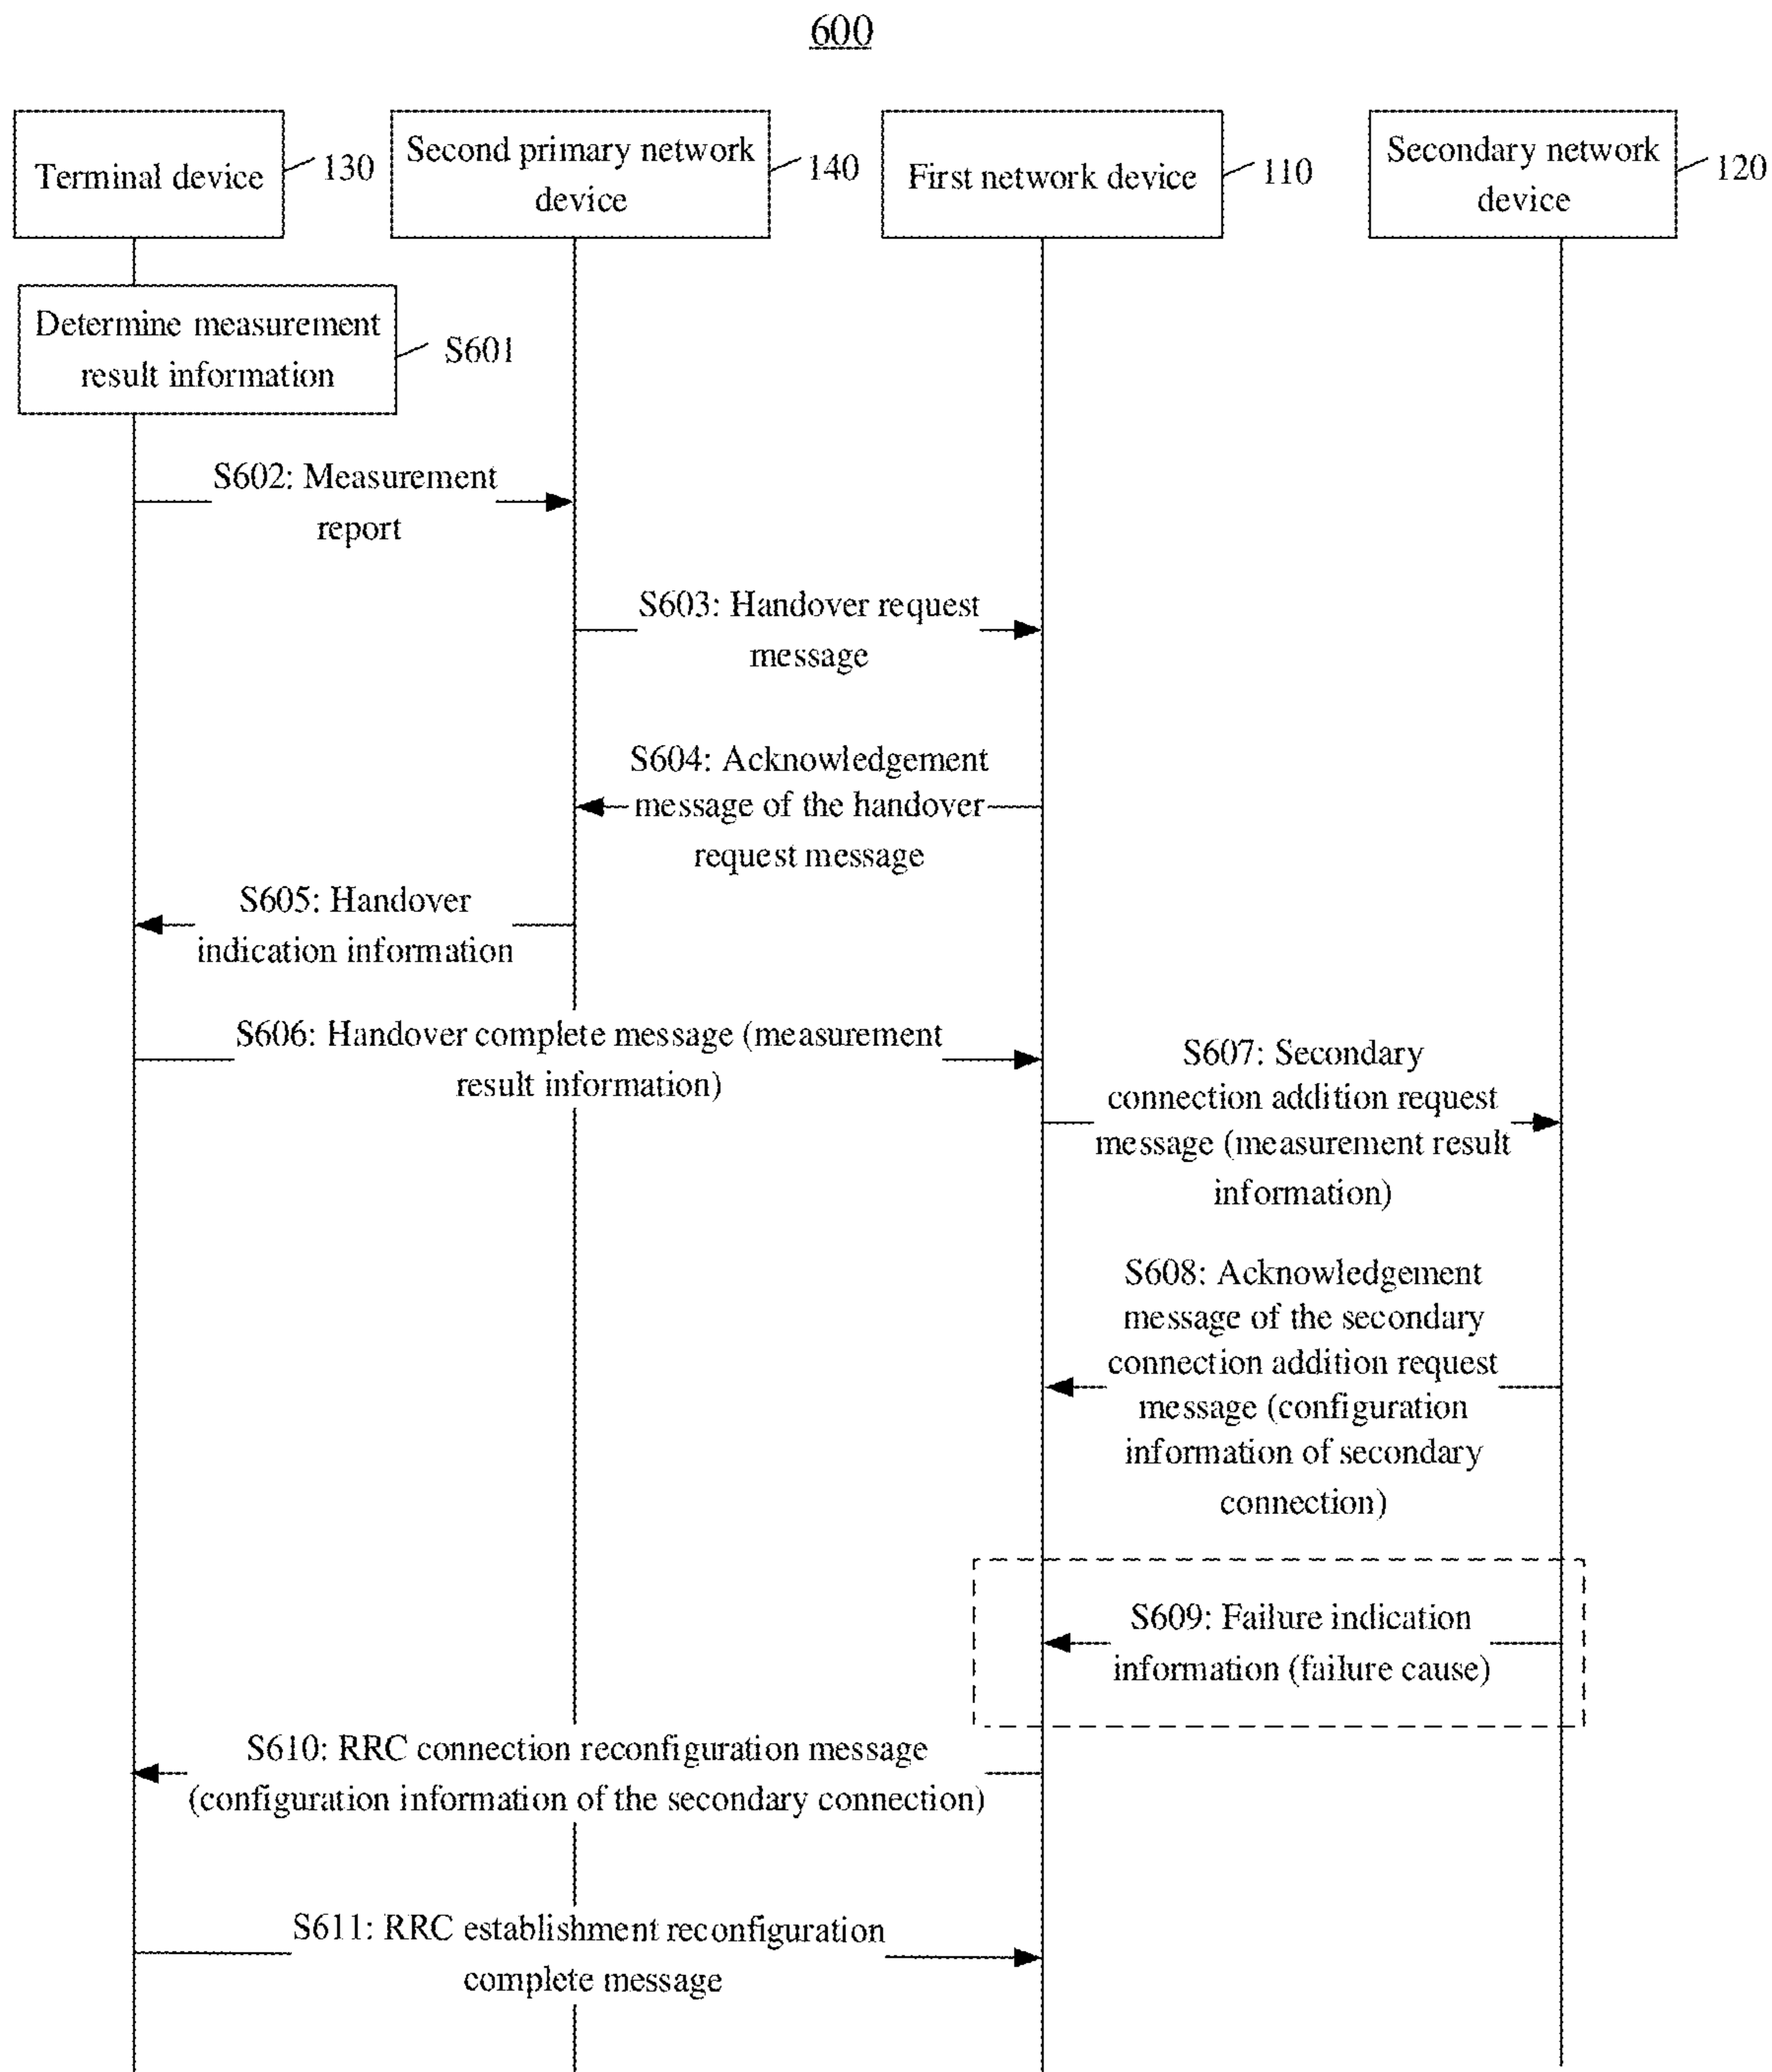 600
Terminal device
130
Second primary network
device
140
First network device
110
Secondary network
device
120
Determine measurement
result information
S601
S602: Measurement
report
S603: Handover request
message
S604: Acknowledgement
message of the handover
request message
S605: Handover
indication information
S606: Handover complete message (measurement
result information)
S607: Secondary
connection addition request
message (measurement result
information)
S608: Acknowledgement
message of the secondary
connection addition request
message (configuration
information of secondary
connection)
S609: Failure indication
information (failure cause)
S610: RRC connection reconfiguration message
(configuration information of the secondary connection)
S611: RRC establishment reconfiguration
complete message